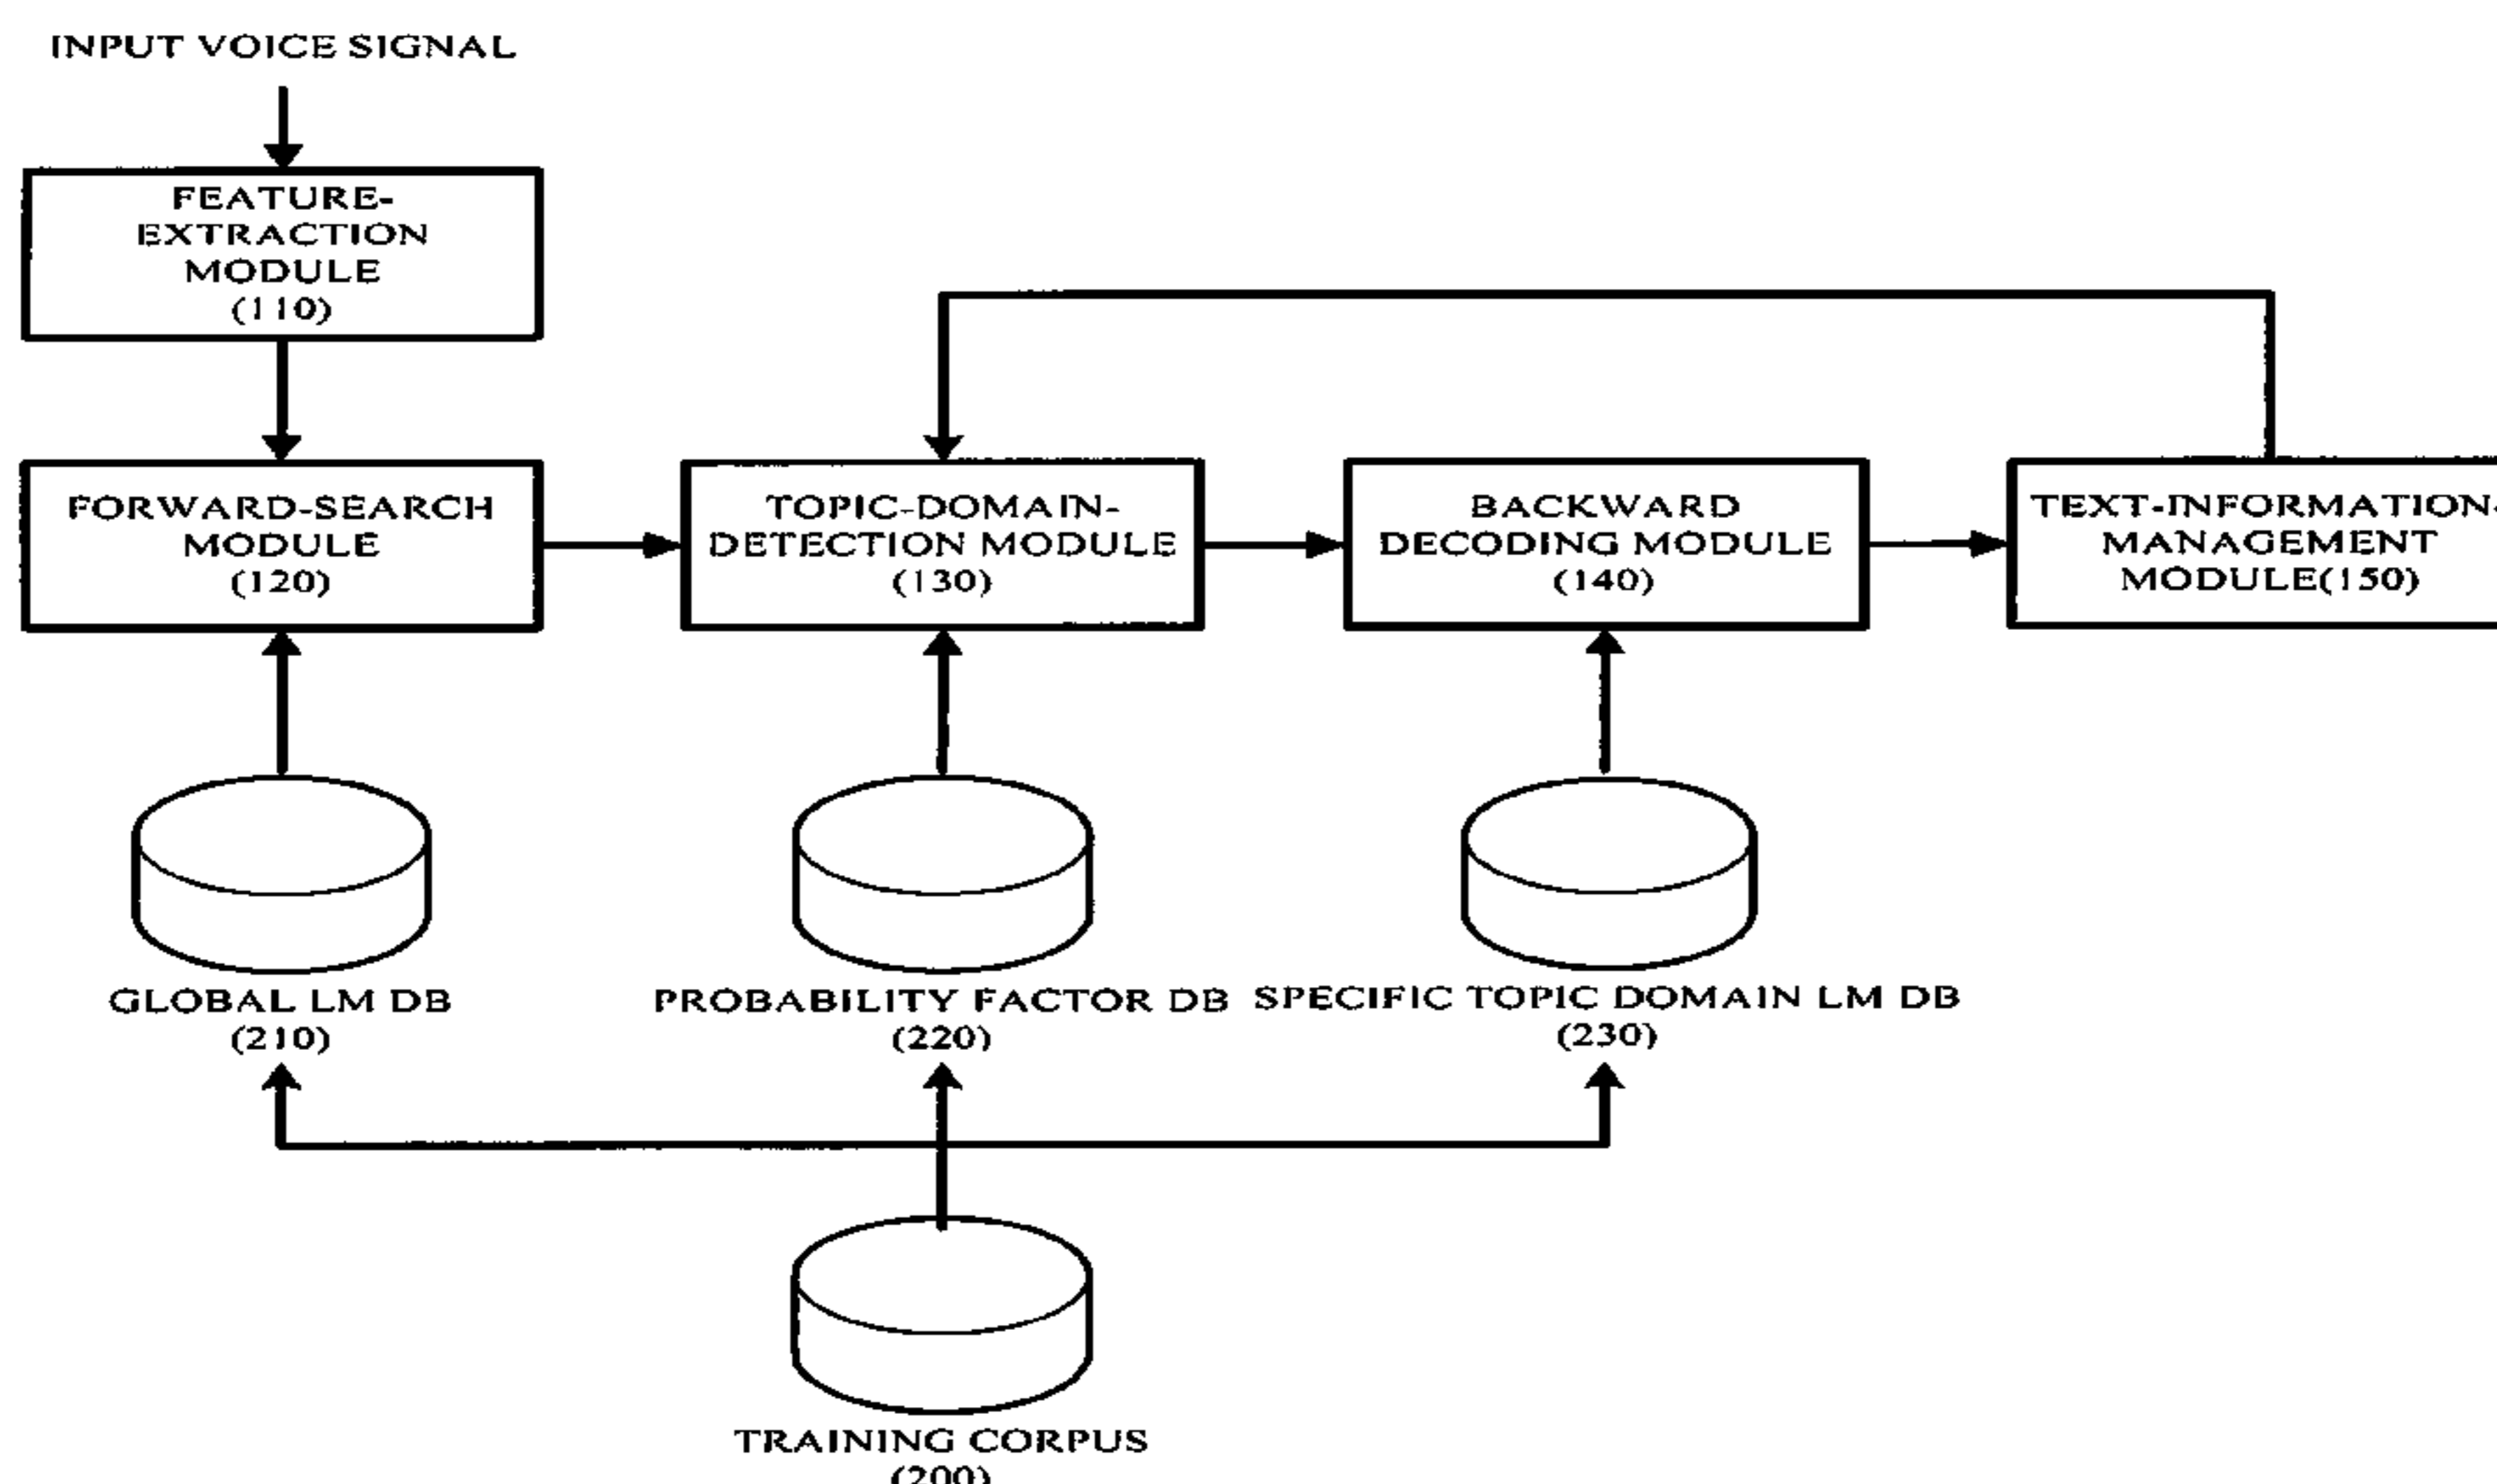 INPUT VOICE SIGNAL
FEATURE-
EXTRACTION
MODULE
(110)
FORWARD-SEARCH
MODULE
(120)
TOPIC-DOMAIN-
DETECTION MODULE
(130)
BACKWARD
DECODING MODULE
(140)
TEXT-INFORMATION-
MANAGEMENT
MODULE(150)
GLOBAL LM DB
(210)
PROBABILITY FACTOR DB
(220)
SPECIFIC TOPIC DOMAIN LM DB
(230)
TRAINING CORPUS
(200)